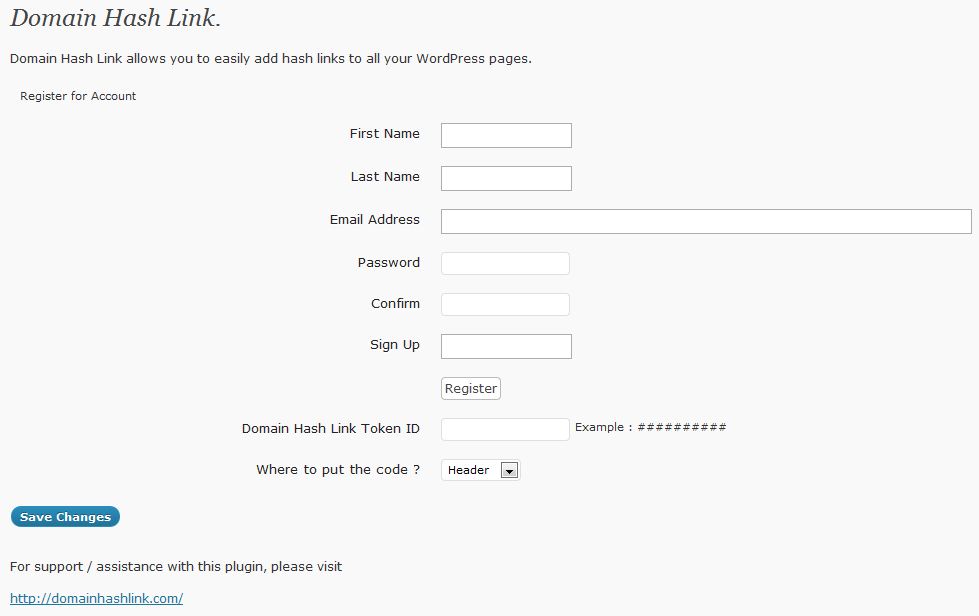 Domain Hash Link.
Domain Hash Link allows you to easily add hash links to all your WordPress pages.
Register for Account
First Name
Last Name
Email Address
Password
Confirm
Sign Up
Register
Domain Hash Link Token ID Example : ##########
Where to put the code ? Header
Save Changes
For support / assistance with this plugin, please visit
http://domainhashlink.com/